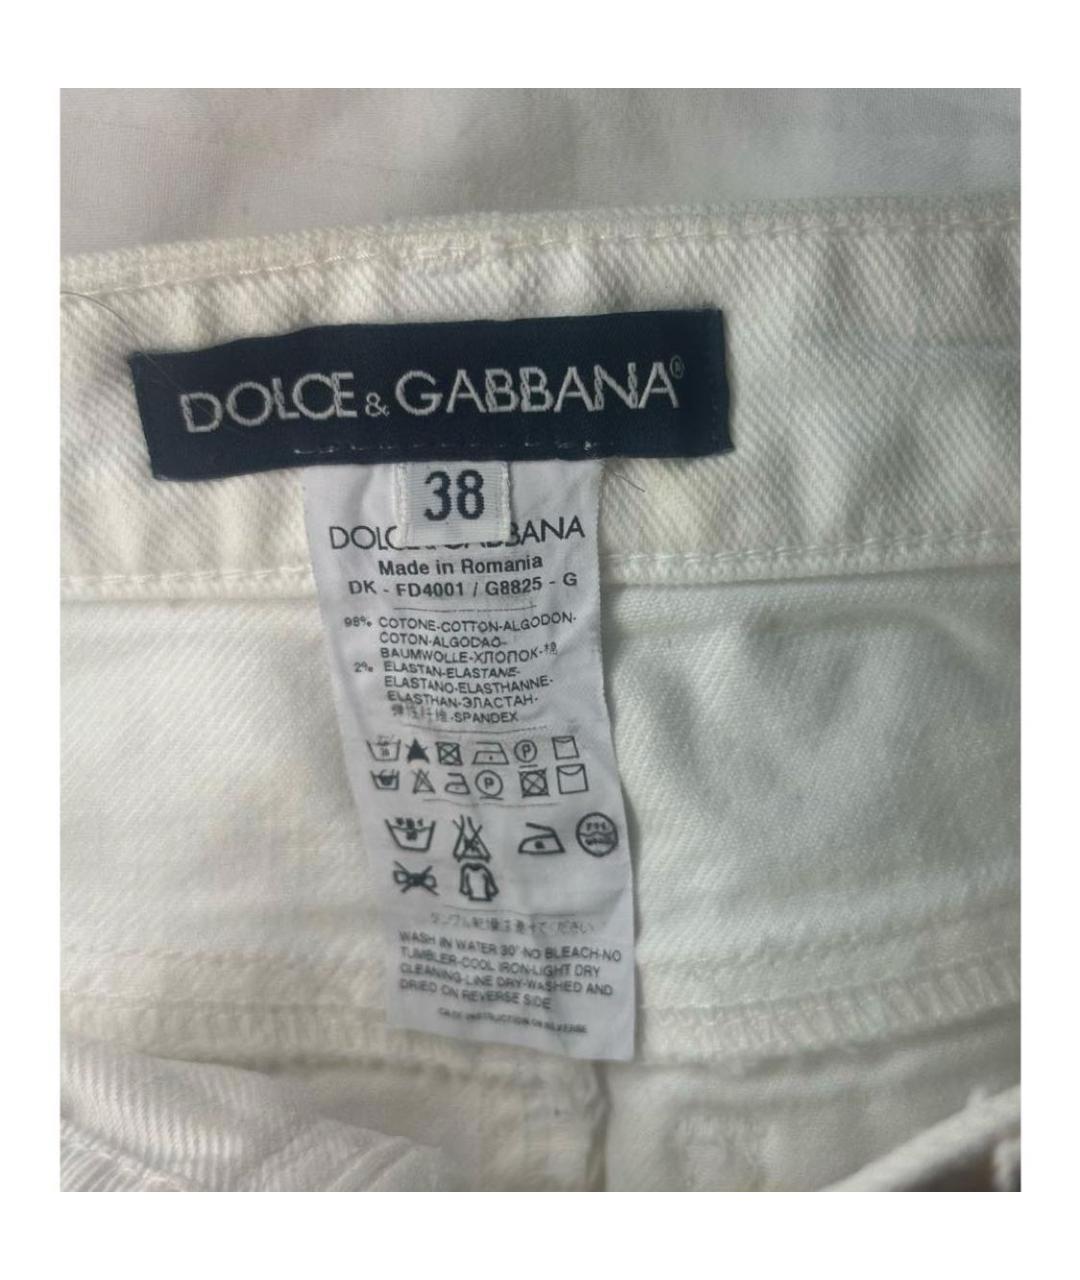 DOLCE & GABBANA®
38
Made in Romania
DK - FD4001 / G8825 - G
98% COTONE-COTTON-ALGODON-
COTON-ALGODAO-
BAUMWOLLE-ХЛОПОК-棉
2% ELASTAN-ELASTANE-
ELASTANO-ELASTHANNE-
ELASTHAN-ЭЛАСТАН-
弹性纤维-SPANDEX
WASH IN WATER 30° NO BLEACH-NO
TUMBLER-COOL IRON-LIGHT DRY
CLEANING-LINE DRY-WASHED AND
DRIED ON REVERSE SIDE